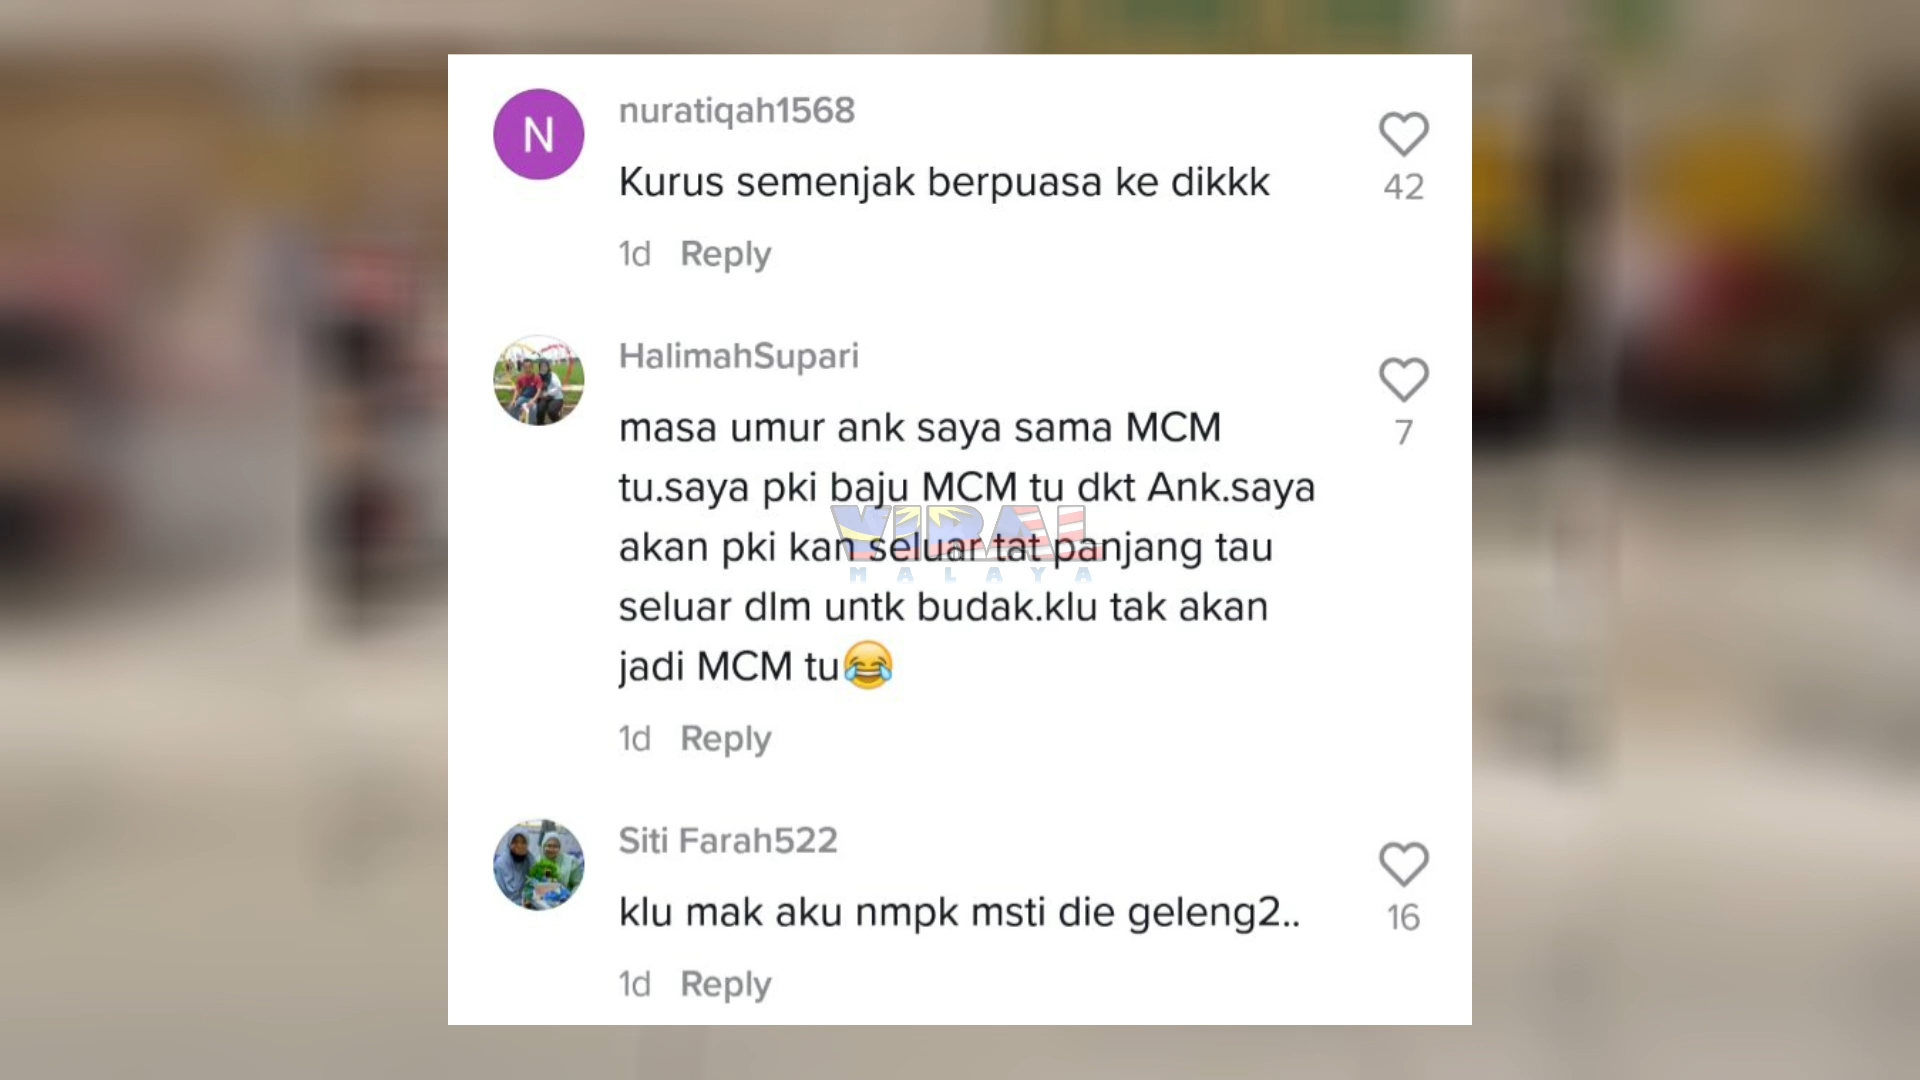 N
nuratiqah1568
Kurus semenjak berpuasa ke dikkk
42
1d Reply
HalimahSupari
masa umur ank saya sama MCM
tu.saya pki baju MCM tu dkt Ank.saya
akan pki kan seluar tat panjang tau
seluar dlm untk budak.klu tak akan
jadi MCM tu😂
7
VIRAL
MALAYA
1d Reply
Siti Farah522
klu mak aku nmpk msti die geleng2..
16
1d Reply